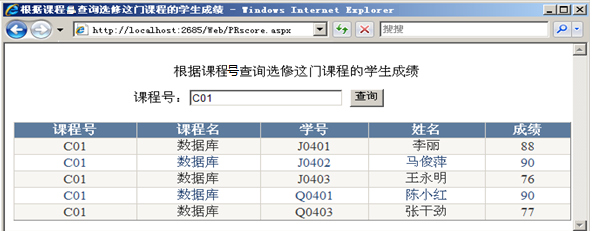 根据课程号查询选修这门课程的学生成绩 - Windows Internet Explorer
http://localhost:2685/Web/PRscore.aspx 搜搜
根据课程号查询选修这门课程的学生成绩
课程号：C01 查询
课程号 课程名 学号 姓名 成绩
C01 数据库 J0401 李丽 88
C01 数据库 J0402 马俊萍 90
C01 数据库 J0403 王永明 76
C01 数据库 Q0401 陈小红 90
C01 数据库 Q0403 张干劲 77